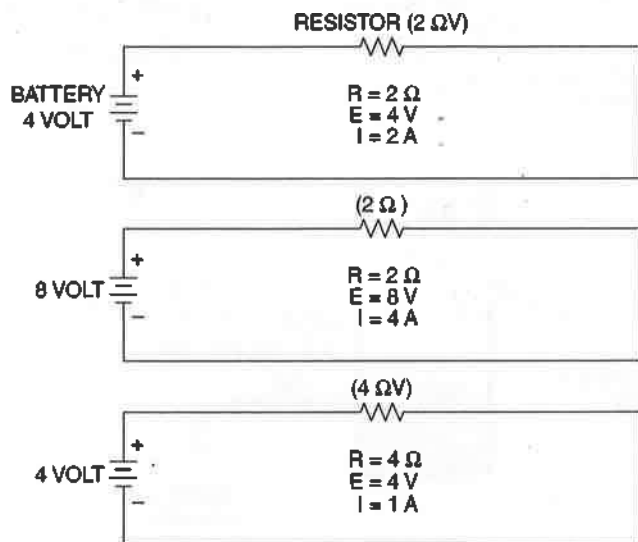 RESISTOR (2 ΩV)
+
BATTERY
4 VOLT
–
R = 2 Ω
E = 4 V
I = 2 A
(2 Ω )
+
8 VOLT
–
R = 2 Ω
E = 8 V
I = 4 A
(4 ΩV)
+
4 VOLT
–
R = 4 Ω
E = 4 V
I = 1 A